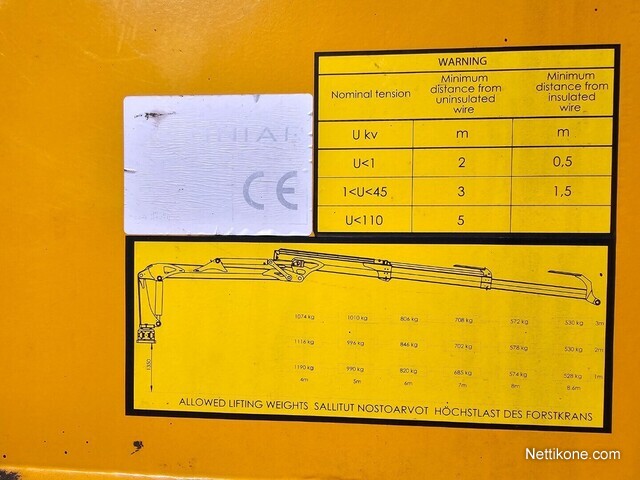 WARNING
Nominal tension
Minimum distance from uninsulated wire
Minimum distance from insulated wire
U kv m m
U<1 2 0,5
1<U<45 3 1,5
U<110 5
CE
1074 kg 1010 kg 806 kg 708 kg 572 kg 530 kg 3m
1116 kg 996 kg 846 kg 702 kg 578 kg 530 kg 2m
1190 kg 990 kg 820 kg 685 kg 574 kg 528 kg 1m
4m 5m 6m 7m 8m 8,6m
1350
ALLOWED LIFTING WEIGHTS SALLITUT NOSTOARVOT HÖCHSTLAST DES FORSTKRANS
Nettikone.com